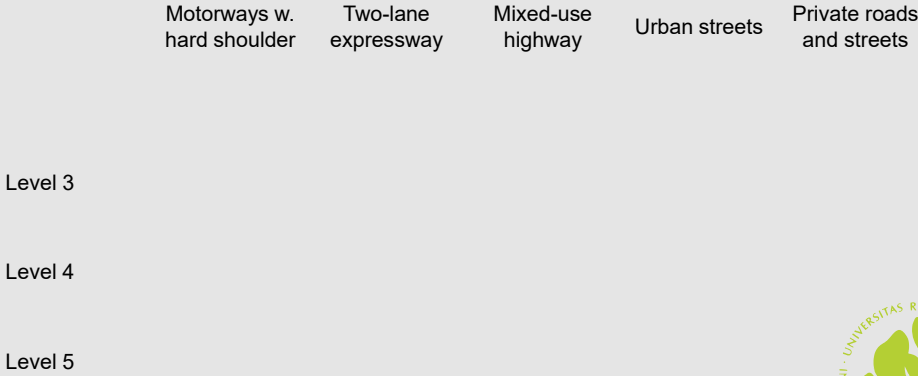 Motorways w.
hard shoulder
Two-lane
expressway
Mixed-use
highway
Urban streets
Private roads
and streets
Level 3
Level 4
Level 5
UNIVERSITAS R